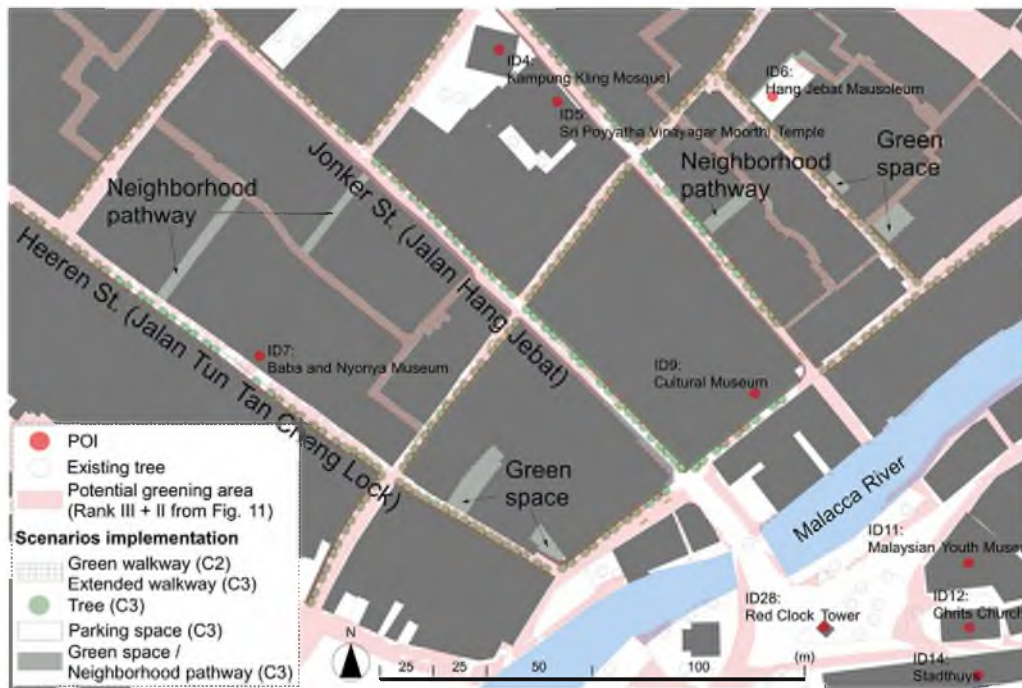 ID4:
Kampung Kling Mosquel
ID5:
Sri Poyyatha Vinayagar Moorthi Temple
ID6:
Hang Jebat Mausoleum
Green
space
Neighborhood
pathway
Neighborhood
pathway
Jonker St. (Jalan Hang Jebat)
Heeren St. (Jalan Tun Tan Cheng Lock)
ID7:
Baba and Nyonya Museum
ID9:
Cultural Museum
Green
space
Malacca River
ID11:
Malaysian Youth Museu
ID28:
Red Clock Tower
ID12:
Chrits Church
ID14:
Stadthuys
POI
Existing tree
Potential greening area
(Rank III + II from Fig. 11)
Scenarios implementation
Green walkway (C2)
Extended walkway (C3)
Tree (C3)
Parking space (C3)
Green space /
Neighborhood pathway (C3)
N
25 25 50 100 (m)